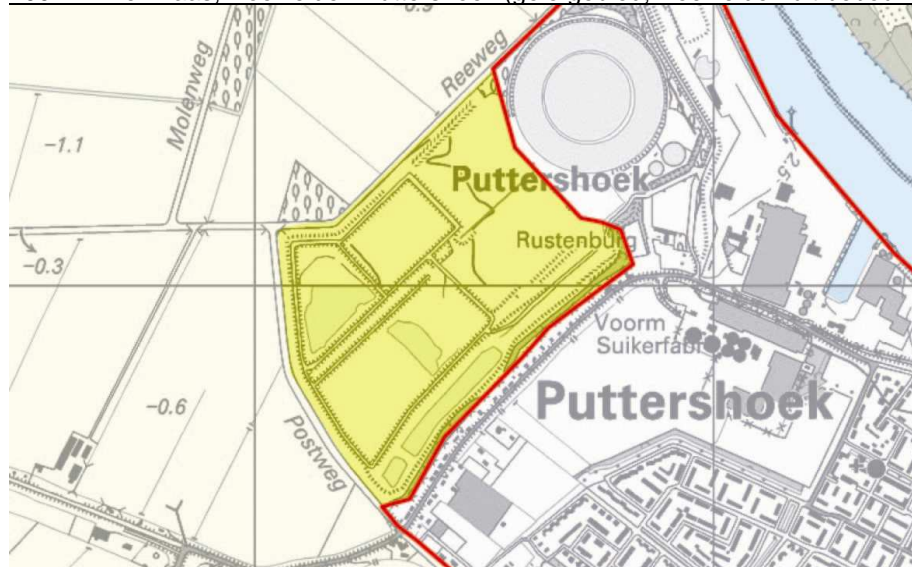 Molenweg
Reeweg
-1.1
Puttershoek
2.5
-0.3
Rustenburg
Voorm
Suikerfabr
Puttershoek
-0.6
Postweg